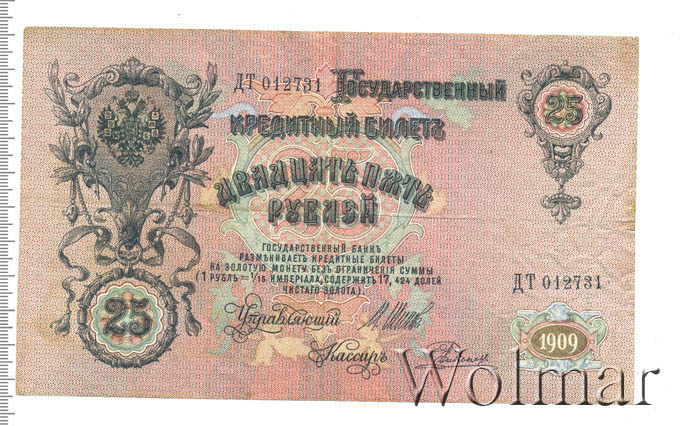 ДТ 012731 Государственный
Кредитный Билетъ
Двадцать пять
Рублей
25
Государственный Банкъ
размѣниваетъ кредитные билеты
на золотую монету безъ ограниченія суммы
(1 рубль = 1/15 имперіала, содержитъ 17,424 долей
чистаго золота).
ДТ 012731
25
Управляющій
Кассиръ
1909
Wolmar